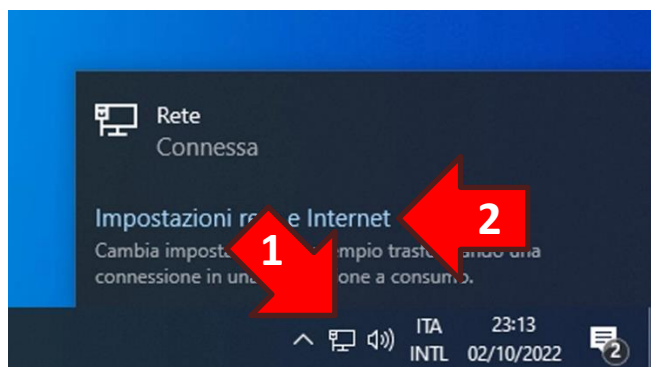 Rete
Connessa
Impostazioni e Internet
2
1
Cambia una
connessione in one a consumo.
ITA 23:13
INTL 02/10/2022
2